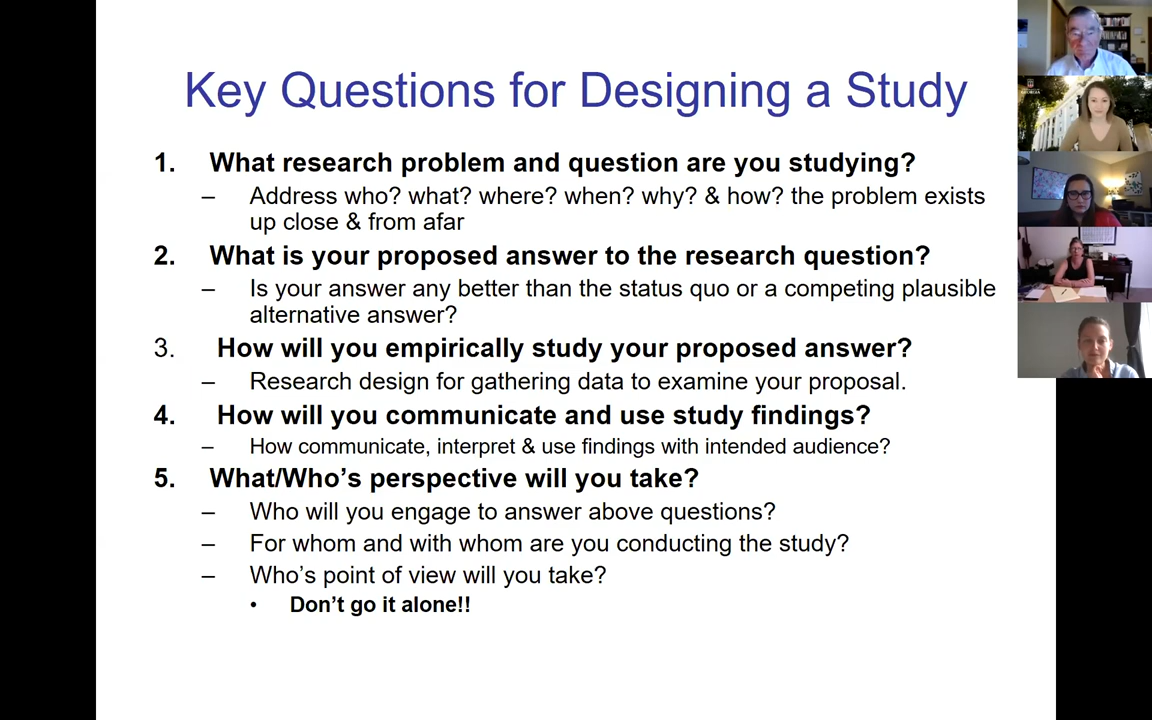 Key Questions for Designing a Study
1. What research problem and question are you studying?
– Address who? what? where? when? why? & how? the problem exists
up close & from afar
2. What is your proposed answer to the research question?
– Is your answer any better than the status quo or a competing plausible
alternative answer?
3. How will you empirically study your proposed answer?
– Research design for gathering data to examine your proposal.
4. How will you communicate and use study findings?
– How communicate, interpret & use findings with intended audience?
5. What/Who’s perspective will you take?
– Who will you engage to answer above questions?
– For whom and with whom are you conducting the study?
– Who’s point of view will you take?
• Don’t go it alone!!